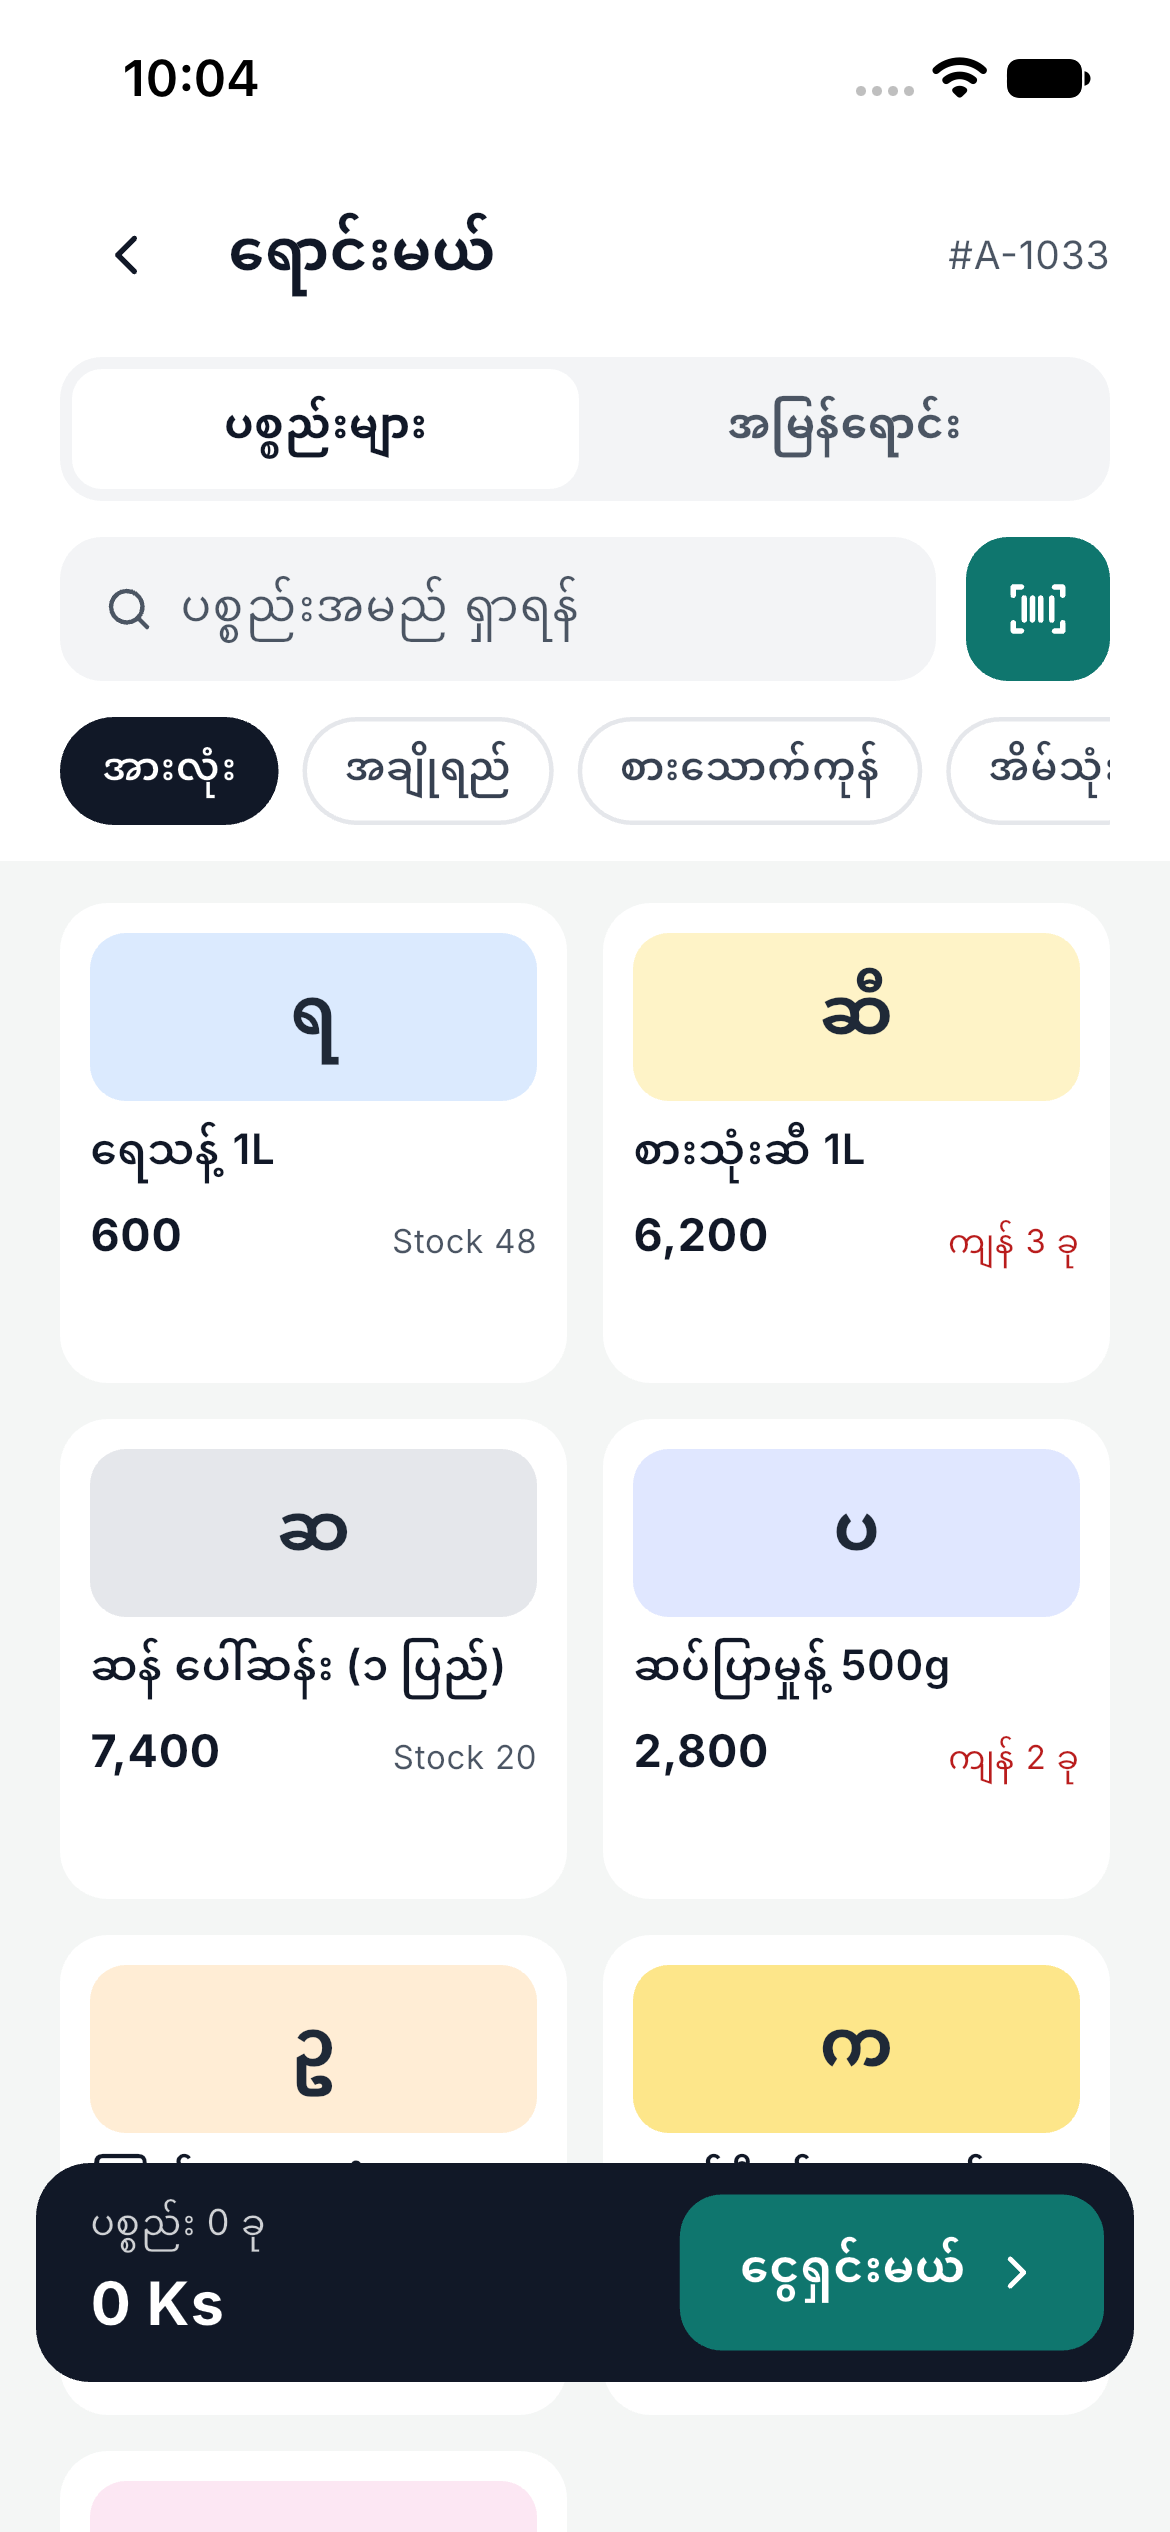 10:04
ရောင်းမယ်
#A-1033
ပစ္စည်းများ
အမြန်ရောင်း
ပစ္စည်းအမည် ရှာရန်
အားလုံး
အချိုရည်
စားသောက်ကုန်
အိမ်သုံး
ရ
ဆီ
ရေသန့် 1L
စားသုံးဆီ 1L
600
Stock 48
6,200
ကျန် 3 ခု
ဆ
ပ
ဆန် ပေါ်ဆန်း (၁ ပြည်)
ဆပ်ပြာမှုန့် 500g
7,400
Stock 20
2,800
ကျန် 2 ခု
ဥ
က
ပစ္စည်း 0 ခု
0 Ks
ငွေရှင်းမယ်